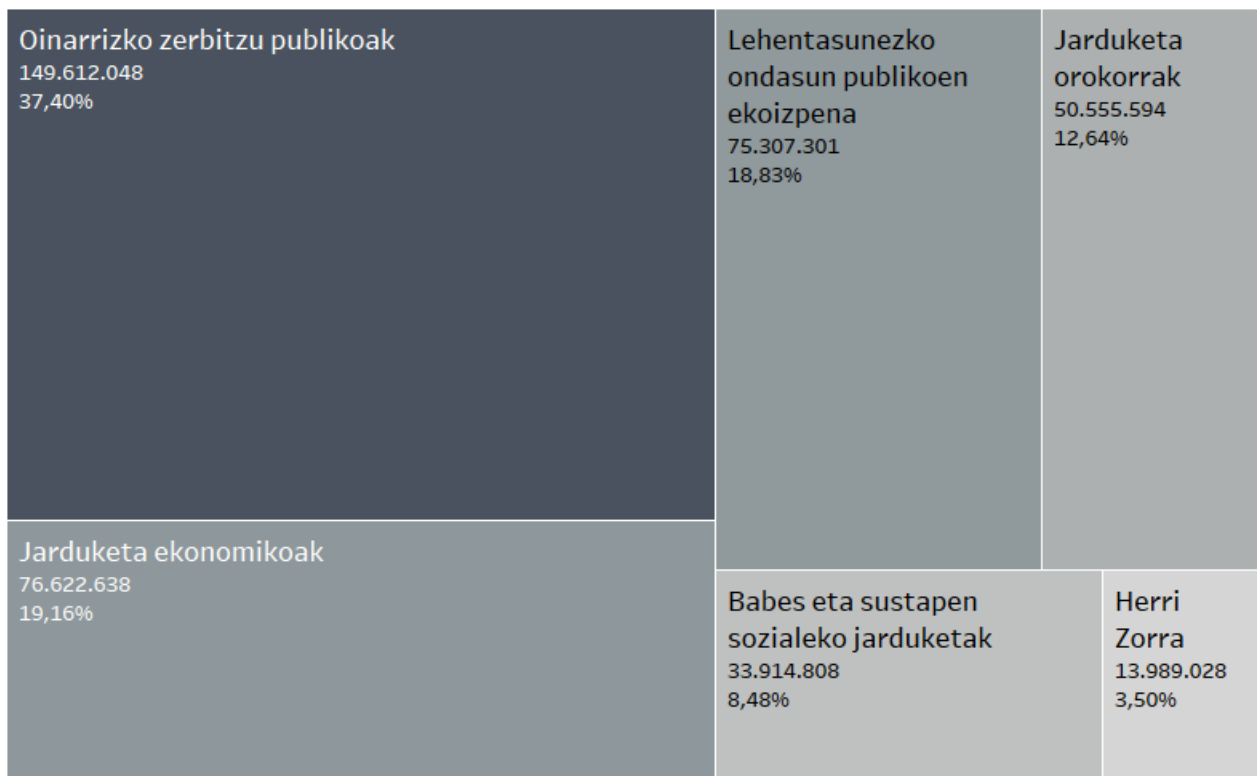 Oinarrizko zerbitzu publikoak
149.612.048
37,40%
Jarduketa ekonomikoak
76.622.638
19,16%
Lehentasunezko
ondasun publikoen
ekoizpena
75.307.301
18,83%
Jarduketa
orokorrak
50.555.594
12,64%
Babes eta sustapen
sozialeko jarduketak
33.914.808
8,48%
Herri
Zorra
13.989.028
3,50%